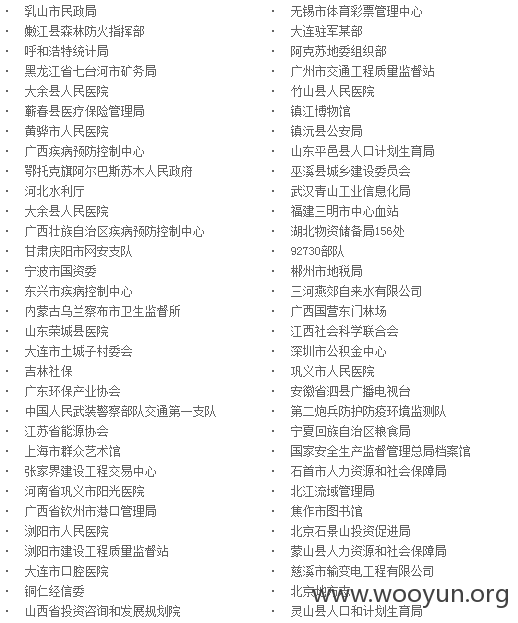 · 乳山市民政局
· 嫩江县森林防火指挥部
· 呼和浩特统计局
· 黑龙江省七台河市矿务局
· 大余县人民医院
· 蕲春县医疗保险管理局
· 黄骅市人民医院
· 广西疾病预防控制中心
· 鄂托克旗阿尔巴斯苏木人民政府
· 河北水利厅
· 大余县人民医院
· 广西壮族自治区疾病预防控制中心
· 甘肃庆阳市网安支队
· 宁波市国资委
· 东兴市疾病控制中心
· 内蒙古乌兰察布市卫生监督所
· 山东荣城县医院
· 大连市土城子村委会
· 吉林社保
· 广东环保产业协会
· 中国人民武装警察部队交通第一支队
· 江苏省能源协会
· 上海市群众艺术馆
· 张家界建设工程交易中心
· 河南省巩义市阳光医院
· 广西省钦州市港口管理局
· 浏阳市人民医院
· 浏阳市建设工程质量监督站
· 大连市口腔医院
· 铜仁经信委
· 山西省投资咨询和发展规划院
· 无锡市体育彩票管理中心
· 大连驻军某部
· 阿克苏地委组织部
· 广州市交通工程质量监督站
· 竹山县人民医院
· 镇江博物馆
· 镇沅县公安局
· 山东平邑县人口计划生育局
· 巫溪县城乡建设委员会
· 武汉青山工业信息化局
· 福建三明市中心血站
· 湖北物资储备局156处
· 92730部队
· 郴州市地税局
· 三河燕郊自来水有限公司
· 广西国营东门林场
· 江西社会科学联合会
· 深圳市公积金中心
· 巩义市人民医院
· 安徽省泗县广播电视台
· 第二炮兵防护防疫环境监测队
· 宁夏回族自治区粮食局
· 国家安全生产监督管理总局档案馆
· 石首市人力资源和社会保障局
· 北江流域管理局
· 焦作市图书馆
· 北京石景山投资促进局
· 蒙山县人力资源和社会保障局
· 慈溪市输变电工程有限公司
· 北京地方志
· 灵山县人口和计划生育局
www.wooyun.org